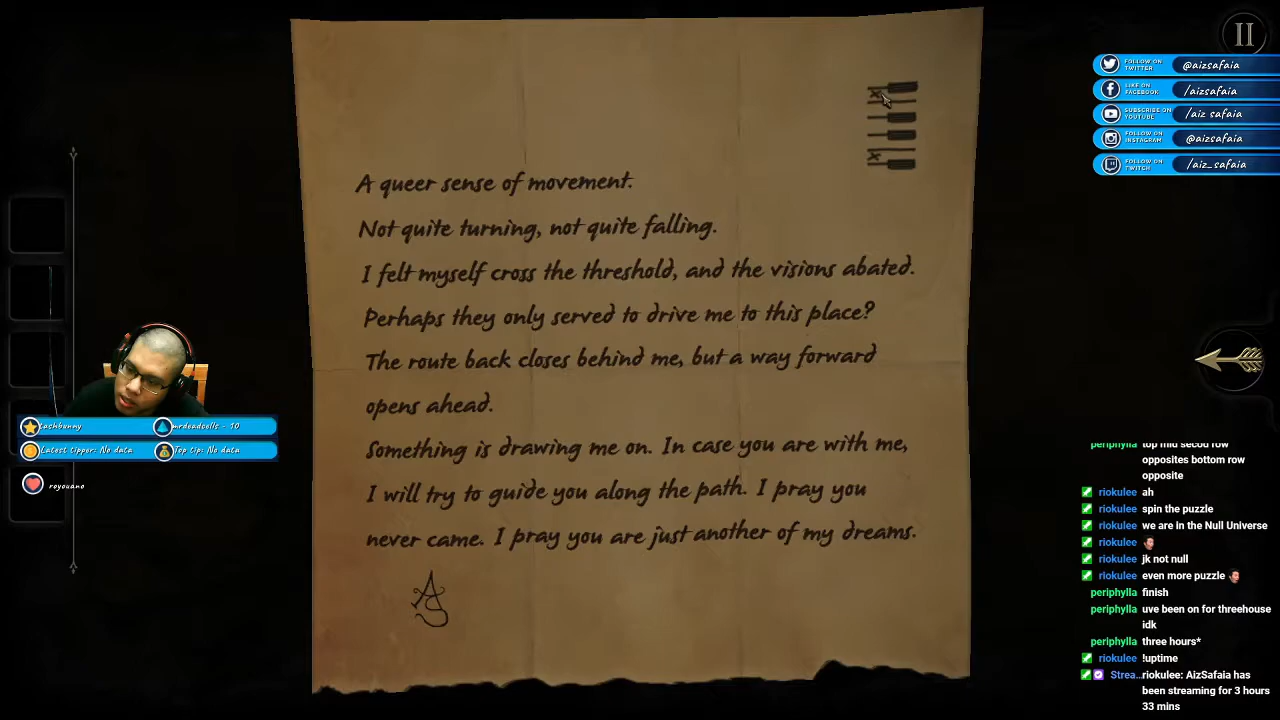 A queer sense of movement.
Not quite turning, not quite falling.
I felt myself cross the threshold, and the visions abated.
Perhaps they only served to drive me to this place?
The route back closes behind me, but a way forward
opens ahead.
Something is drawing me on. In case you are with me,
I will try to guide you along the path. I pray you
never came. I pray you are just another of my dreams.
AS
FOLLOW ON TWITTER @aizsafaia
LIKE ON FACEBOOK /aizsafaia
SUBSCRIBE ON YOUTUBE /aiz safaia
FOLLOW ON INSTAGRAM @aizsafaia
FOLLOW ON TWITCH /aiz_safaia
Lashbunny
mrdeadcells - 10
Latest tipper: No data
Top tip: No data
royouano
periphylla top mid secod row
opposites bottom row
opposite
riokulee ah
riokulee spin the puzzle
riokulee we are in the Null Universe
riokulee
riokulee jk not null
riokulee even more puzzle
periphylla finish
periphylla uve been on for threehouse
idk
periphylla three hours*
riokulee !uptime
Strea... riokulee: AizSafaia has
been streaming for 3 hours
33 mins